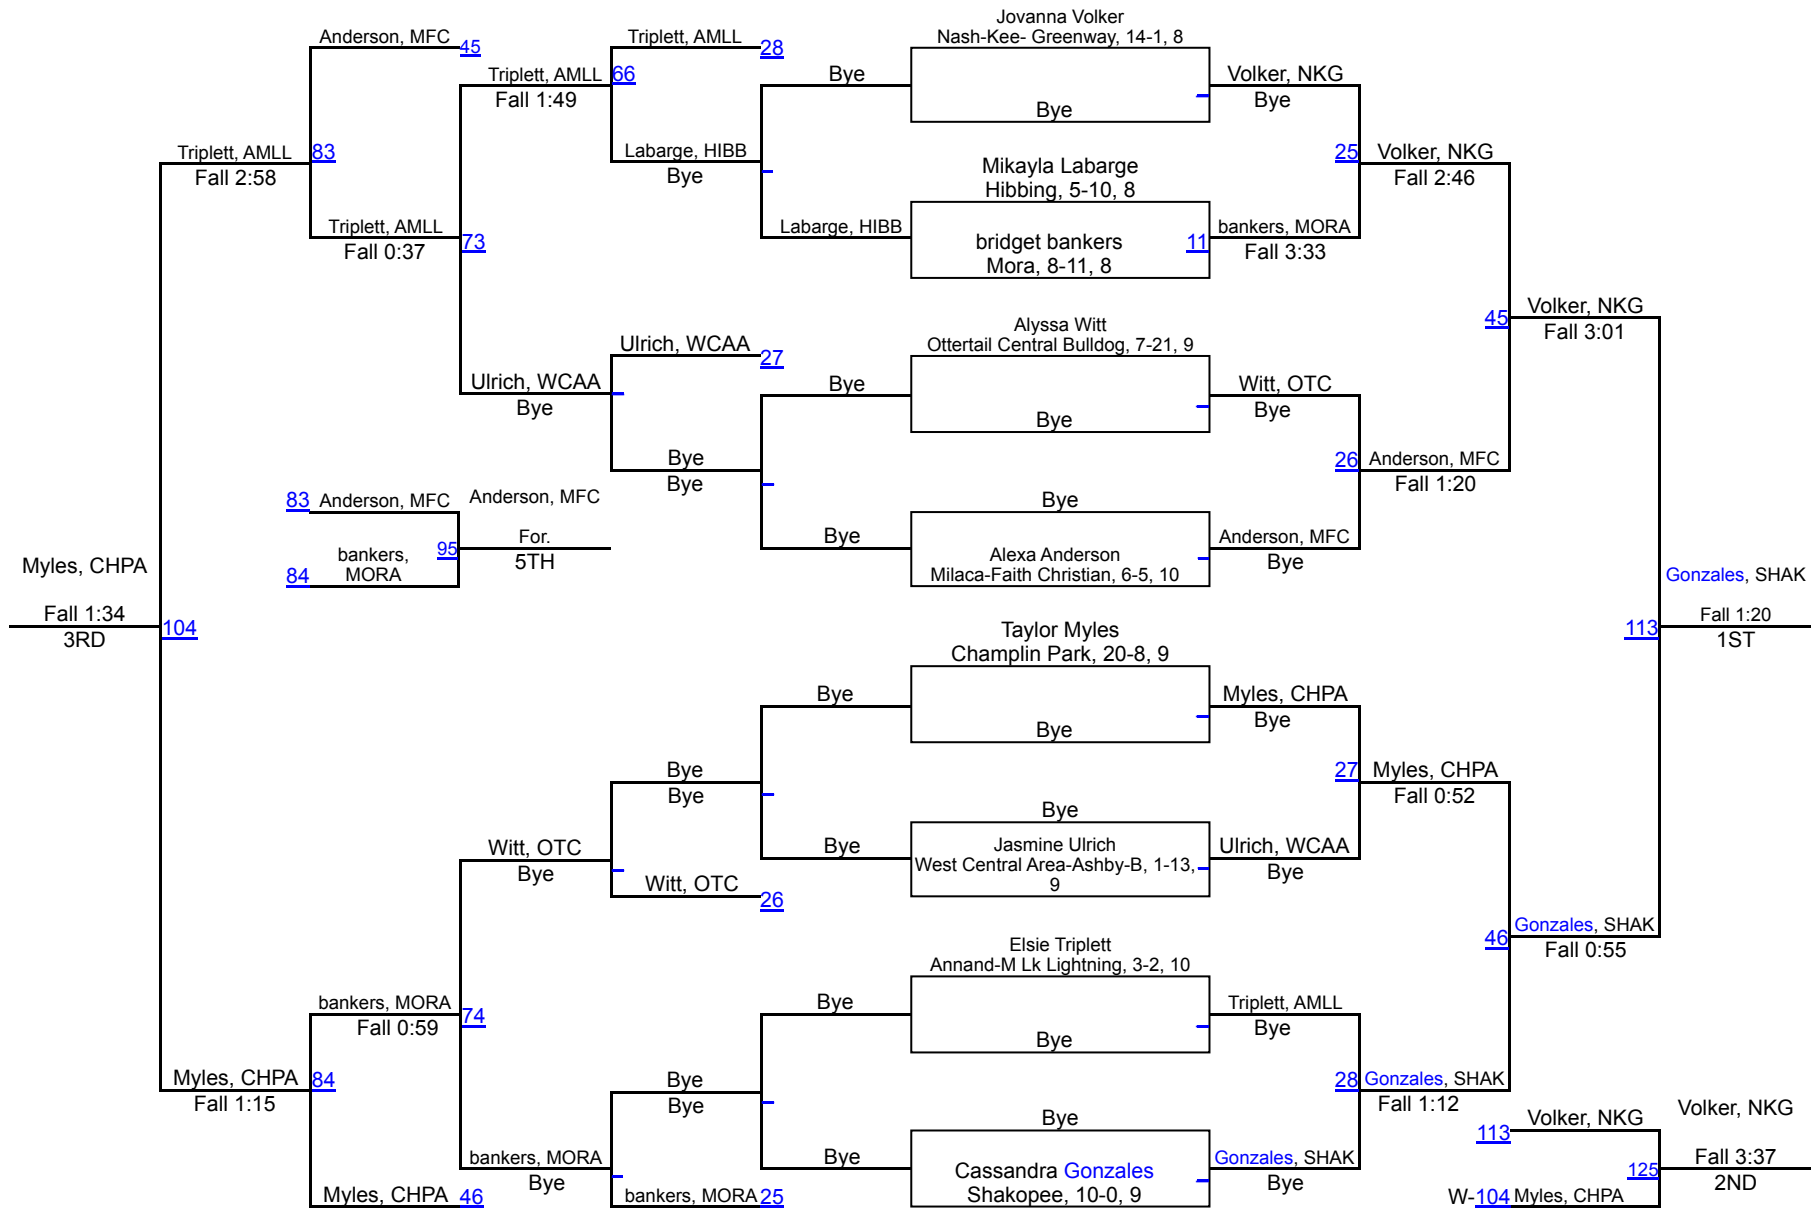 Jovanna Volker
Nash-Kee- Greenway, 14-1, 8
Bye
Mikayla Labarge
Hibbing, 5-10, 8
bridget bankers
Mora, 8-11, 8
11
Alyssa Witt
Ottertail Central Bulldog, 7-21, 9
Bye
Bye
Alexa Anderson
Milaca-Faith Christian, 6-5, 10
Taylor Myles
Champlin Park, 20-8, 9
Bye
Bye
Jasmine Ulrich
West Central Area-Ashby-B, 1-13,
9
Elsie Triplett
Annand-M Lk Lightning, 3-2, 10
Bye
Bye
Cassandra Gonzales
Shakopee, 10-0, 9
Volker, NKG
Bye
bankers, MORA
Fall 3:33
Witt, OTC
Bye
Anderson, MFC
Bye
Myles, CHPA
Bye
Ulrich, WCAA
Bye
Triplett, AMLL
Bye
Gonzales, SHAK
Bye
25
Volker, NKG
Fall 2:46
26
Anderson, MFC
Fall 1:20
27
Myles, CHPA
Fall 0:52
28
Gonzales, SHAK
Fall 1:12
45
Volker, NKG
Fall 3:01
46
Gonzales, SHAK
Fall 0:55
113
Gonzales, SHAK
Fall 1:20
1ST
Volker, NKG
113
W-104
Myles, CHPA
125
Volker, NKG
Fall 3:37
2ND
Bye
Labarge, HIBB
Bye
Bye
Bye
Bye
Bye
Bye
Triplett, AMLL
28
Labarge, HIBB
Bye
Ulrich, WCAA
27
Bye
Bye
Bye
Bye
Witt, OTC
26
Bye
Bye
bankers, MORA
25
Triplett, AMLL
66
Fall 1:49
Ulrich, WCAA
Bye
Witt, OTC
Bye
bankers, MORA
Bye
Anderson, MFC
45
Triplett, AMLL
73
Fall 0:37
bankers, MORA
74
Fall 0:59
Myles, CHPA
46
83
Anderson, MFC
bankers,
MORA
84
95
Anderson, MFC
For.
5TH
Triplett, AMLL
83
Fall 2:58
Myles, CHPA
84
Fall 1:15
Myles, CHPA
Fall 1:34
104
3RD